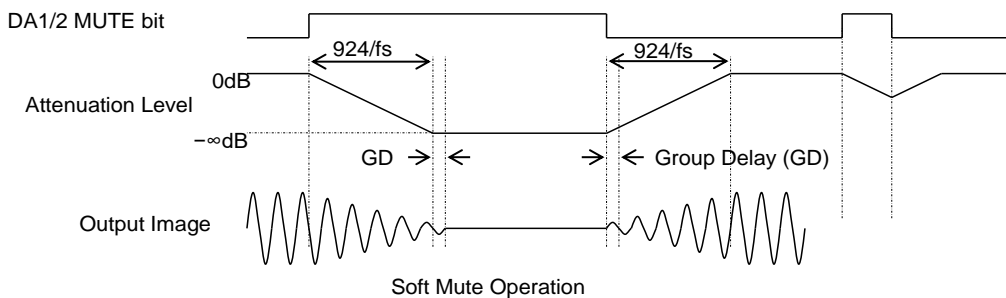 DA1/2 MUTE bit
924/fs 924/fs
0dB
Attenuation Level
−∞dB
GD Group Delay (GD)
Output Image
Soft Mute Operation